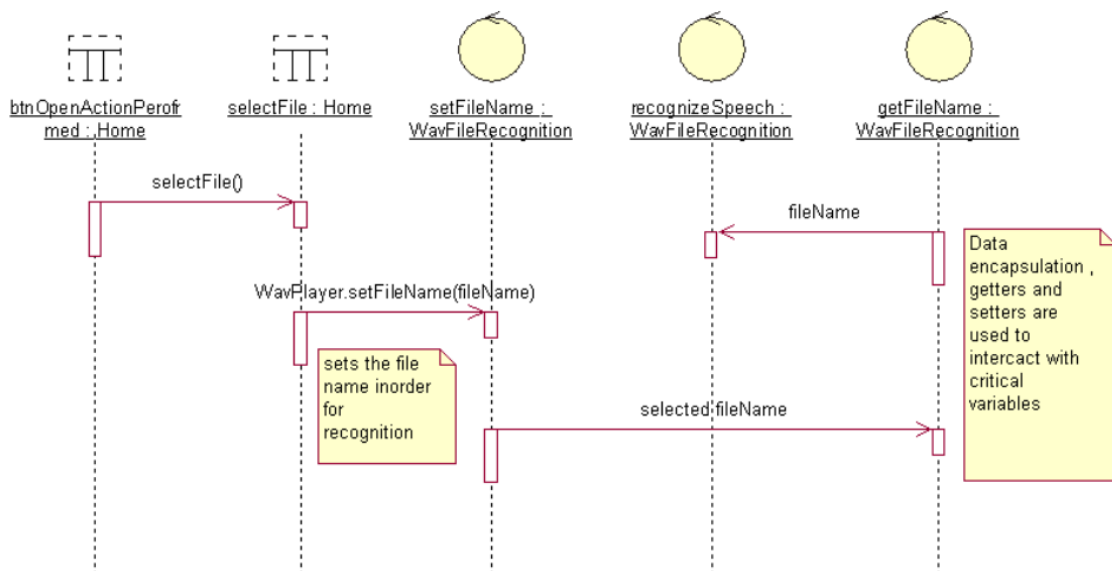 btnOpenActionPerofr
med : ,Home
selectFile : Home
setFileName :
WavFileRecognition
recognizeSpeech :
WavFileRecognition
getFileName :
WavFileRecognition
selectFile()
fileName
Data
encapsulation ,
getters and
setters are
used to
intercact with
critical
variables
WavPlayer.setFileName(fileName)
sets the file
name inorder
for
recognition
selected fileName